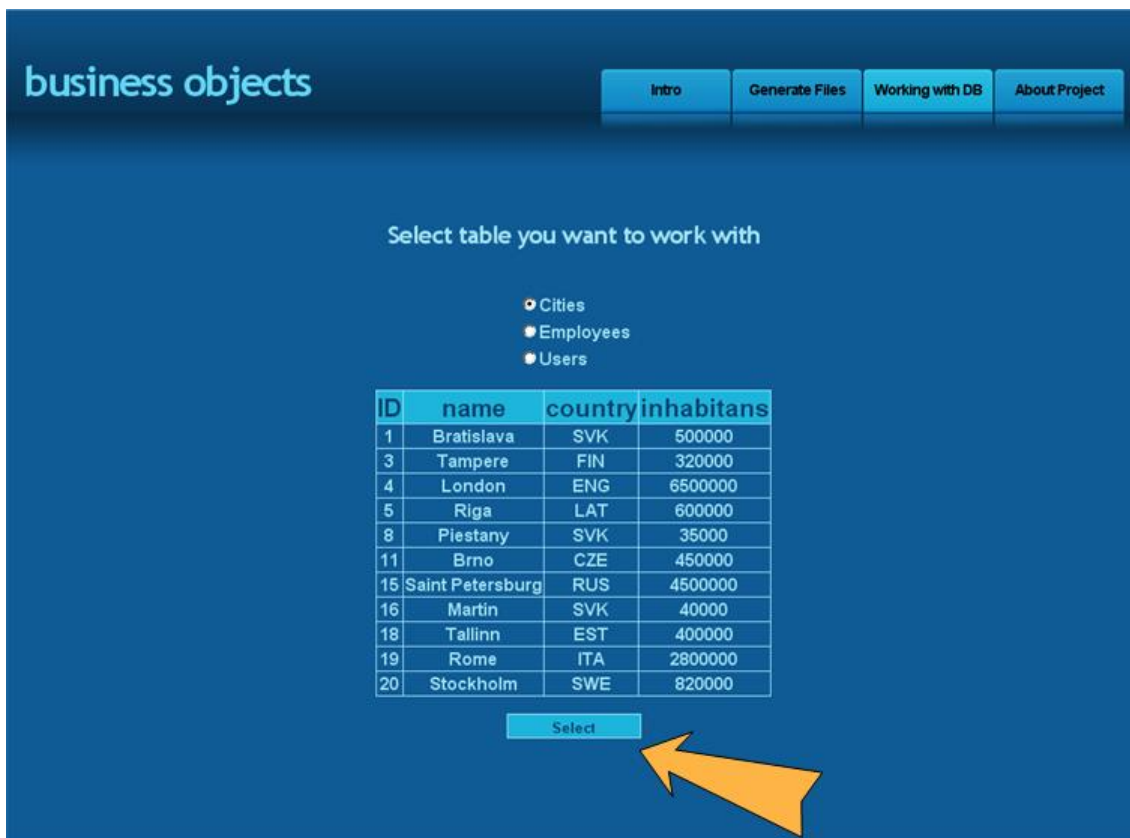 business objects
Intro Generate Files Working with DB About Project
Select table you want to work with
Cities
Employees
Users
ID name country inhabitans
1 Bratislava SVK 500000
3 Tampere FIN 320000
4 London ENG 6500000
5 Riga LAT 600000
8 Piestany SVK 35000
11 Brno CZE 450000
15 Saint Petersburg RUS 4500000
16 Martin SVK 40000
18 Tallinn EST 400000
19 Rome ITA 2800000
20 Stockholm SWE 820000
Select